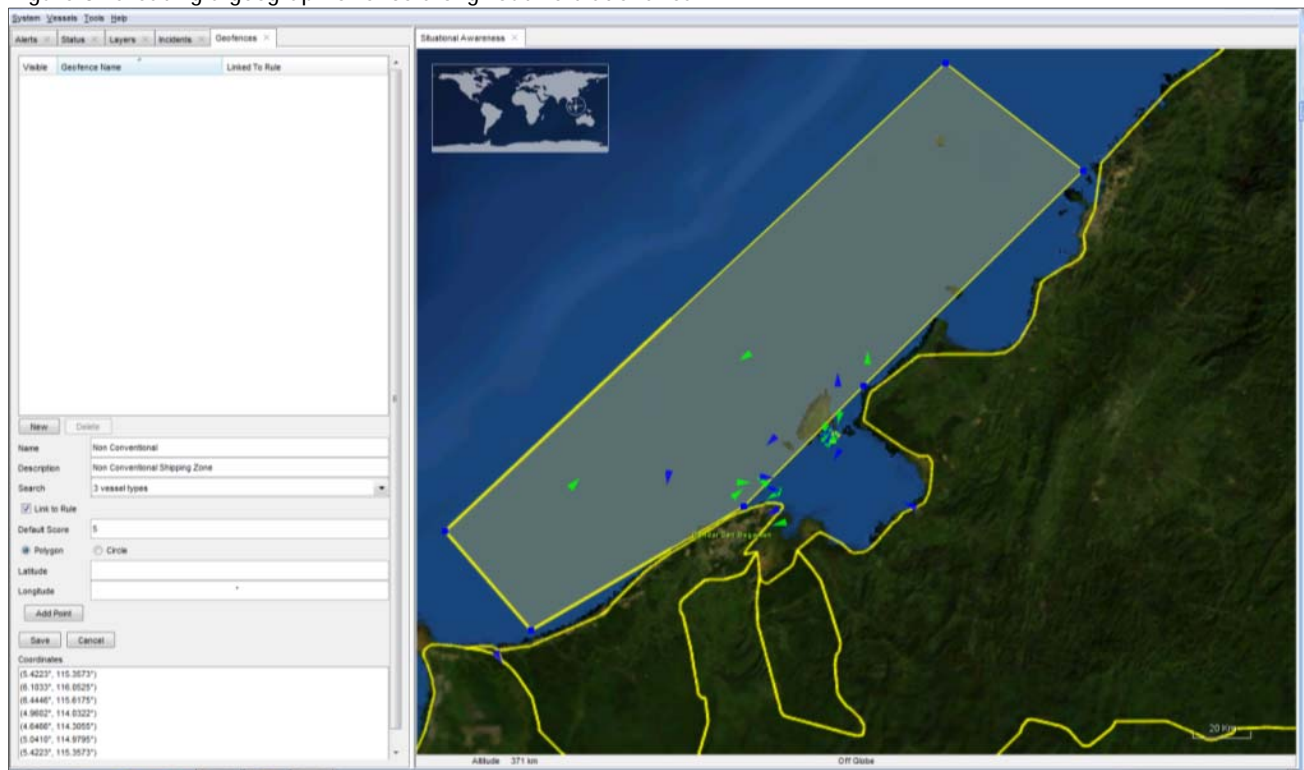 System Vessels Tools Help
Alerts Status Layers Incidents Geofences
Situational Awareness
Visible Geofence Name Linked To Rule
New Delete
Name Non Conventional
Description Non Conventional Shipping Zone
Search 3 vessel types
Link to Rule
Default Score 5
Polygon Circle
Latitude
Longitude
Add Point
Save Cancel
Coordinates
(5.4223°, 115.3573°)
(6.1033°, 116.0525°)
(6.4446°, 115.6175°)
(4.9602°, 114.0322°)
(4.6466°, 114.3055°)
(5.0410°, 114.9795°)
(5.4223°, 115.3573°)
20 Km
Altitude 371 km Off Globe